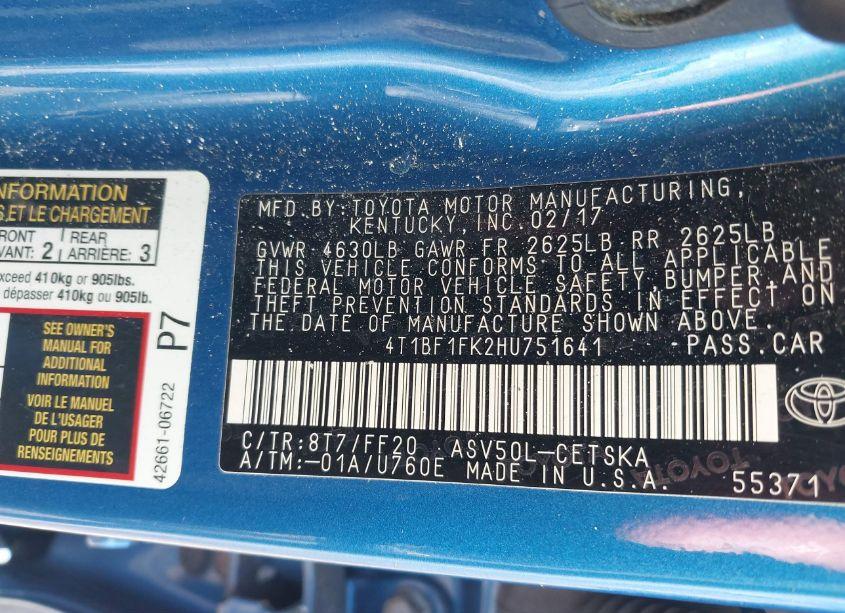 INFORMATION
ET LE CHARGEMENT
FRONT
VANT: 2
REAR
ARRIÈRE: 3
exceed 410kg or 905lbs.
dépasser 410kg ou 905lb.
SEE OWNER'S
MANUAL FOR
ADDITIONAL
INFORMATION
VOIR LE MANUEL
DE L'USAGER
POUR PLUS DE
RENSEIGNEMENTS
P7
42661-06722
MFD.BY:TOYOTA MOTOR MANUFACTURING,
KENTUCKY, INC. 02/17
GVWR 4630LB GAWR FR 2625LB RR 2625LB
THIS VEHICLE CONFORMS TO ALL APPLICABLE
FEDERAL MOTOR VEHICLE SAFETY, BUMPER, AND
THEFT PREVENTION STANDARDS IN EFFECT ON
THE DATE OF MANUFACTURE SHOWN ABOVE.
4T1BF1FK2HU751641 -PASS.CAR
C/TR:8T7/FF20 ASV50L-CETSKA
A/TM:-01A/U760E MADE IN U.S.A. 55371
TOYOTA